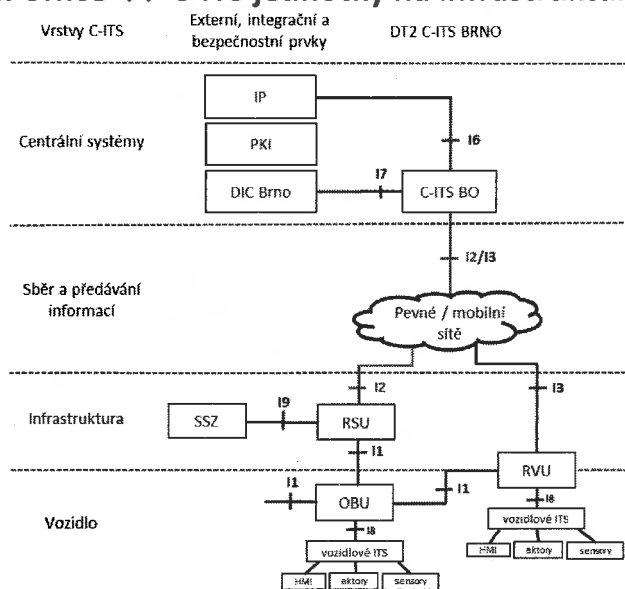 Vrstvy C-ITS
Externí, integrační a
bezpečnostní prvky
DT2 C-ITS BRNO
IP
I6
Centrální systémy
PKI
I7
DIC Brno
C-ITS BO
I2/I3
Sběr a předávání
informací
Pevné / mobilní
sítě
I2
I3
I9
Infrastruktura
SSZ
RSU
I1
RVU
I1
I1
OBU
I8
Vozidlo
I8
vozidlové ITS
vozidlové ITS
HMI
aktory
sensory
HMI
aktory
sensory